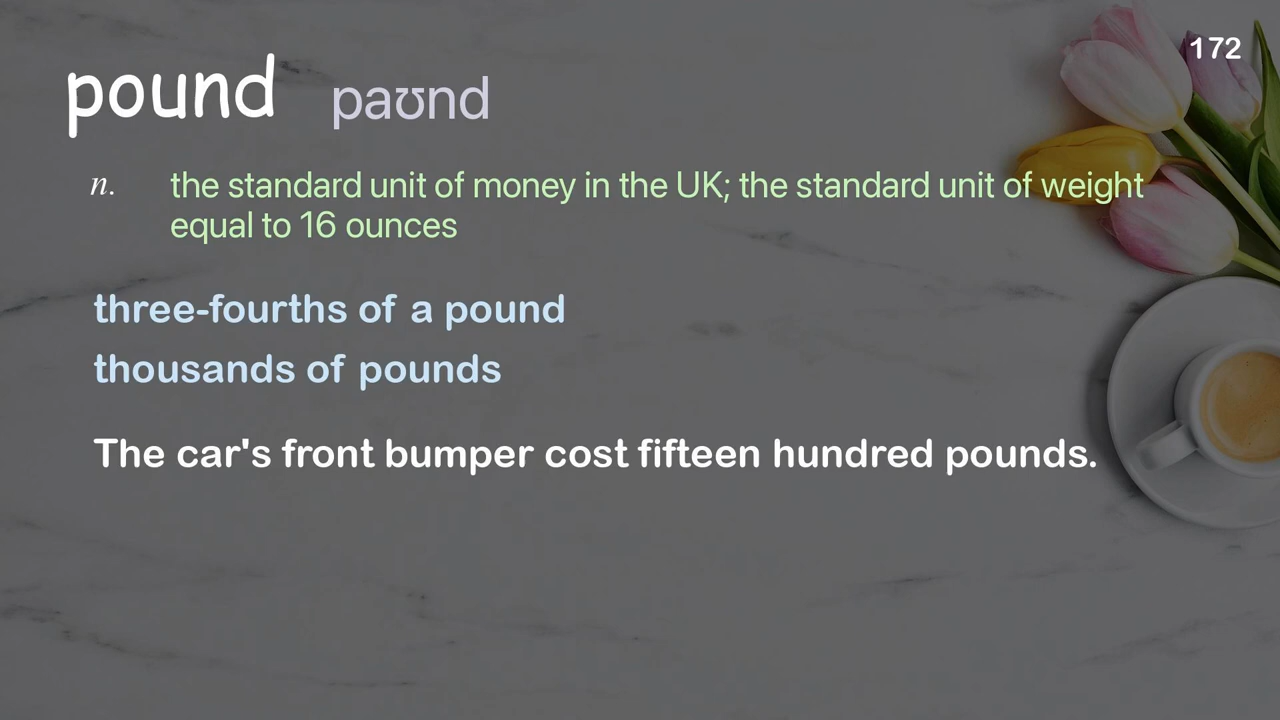 172
pound paʊnd
n. the standard unit of money in the UK; the standard unit of weight
equal to 16 ounces
three-fourths of a pound
thousands of pounds
The car's front bumper cost fifteen hundred pounds.